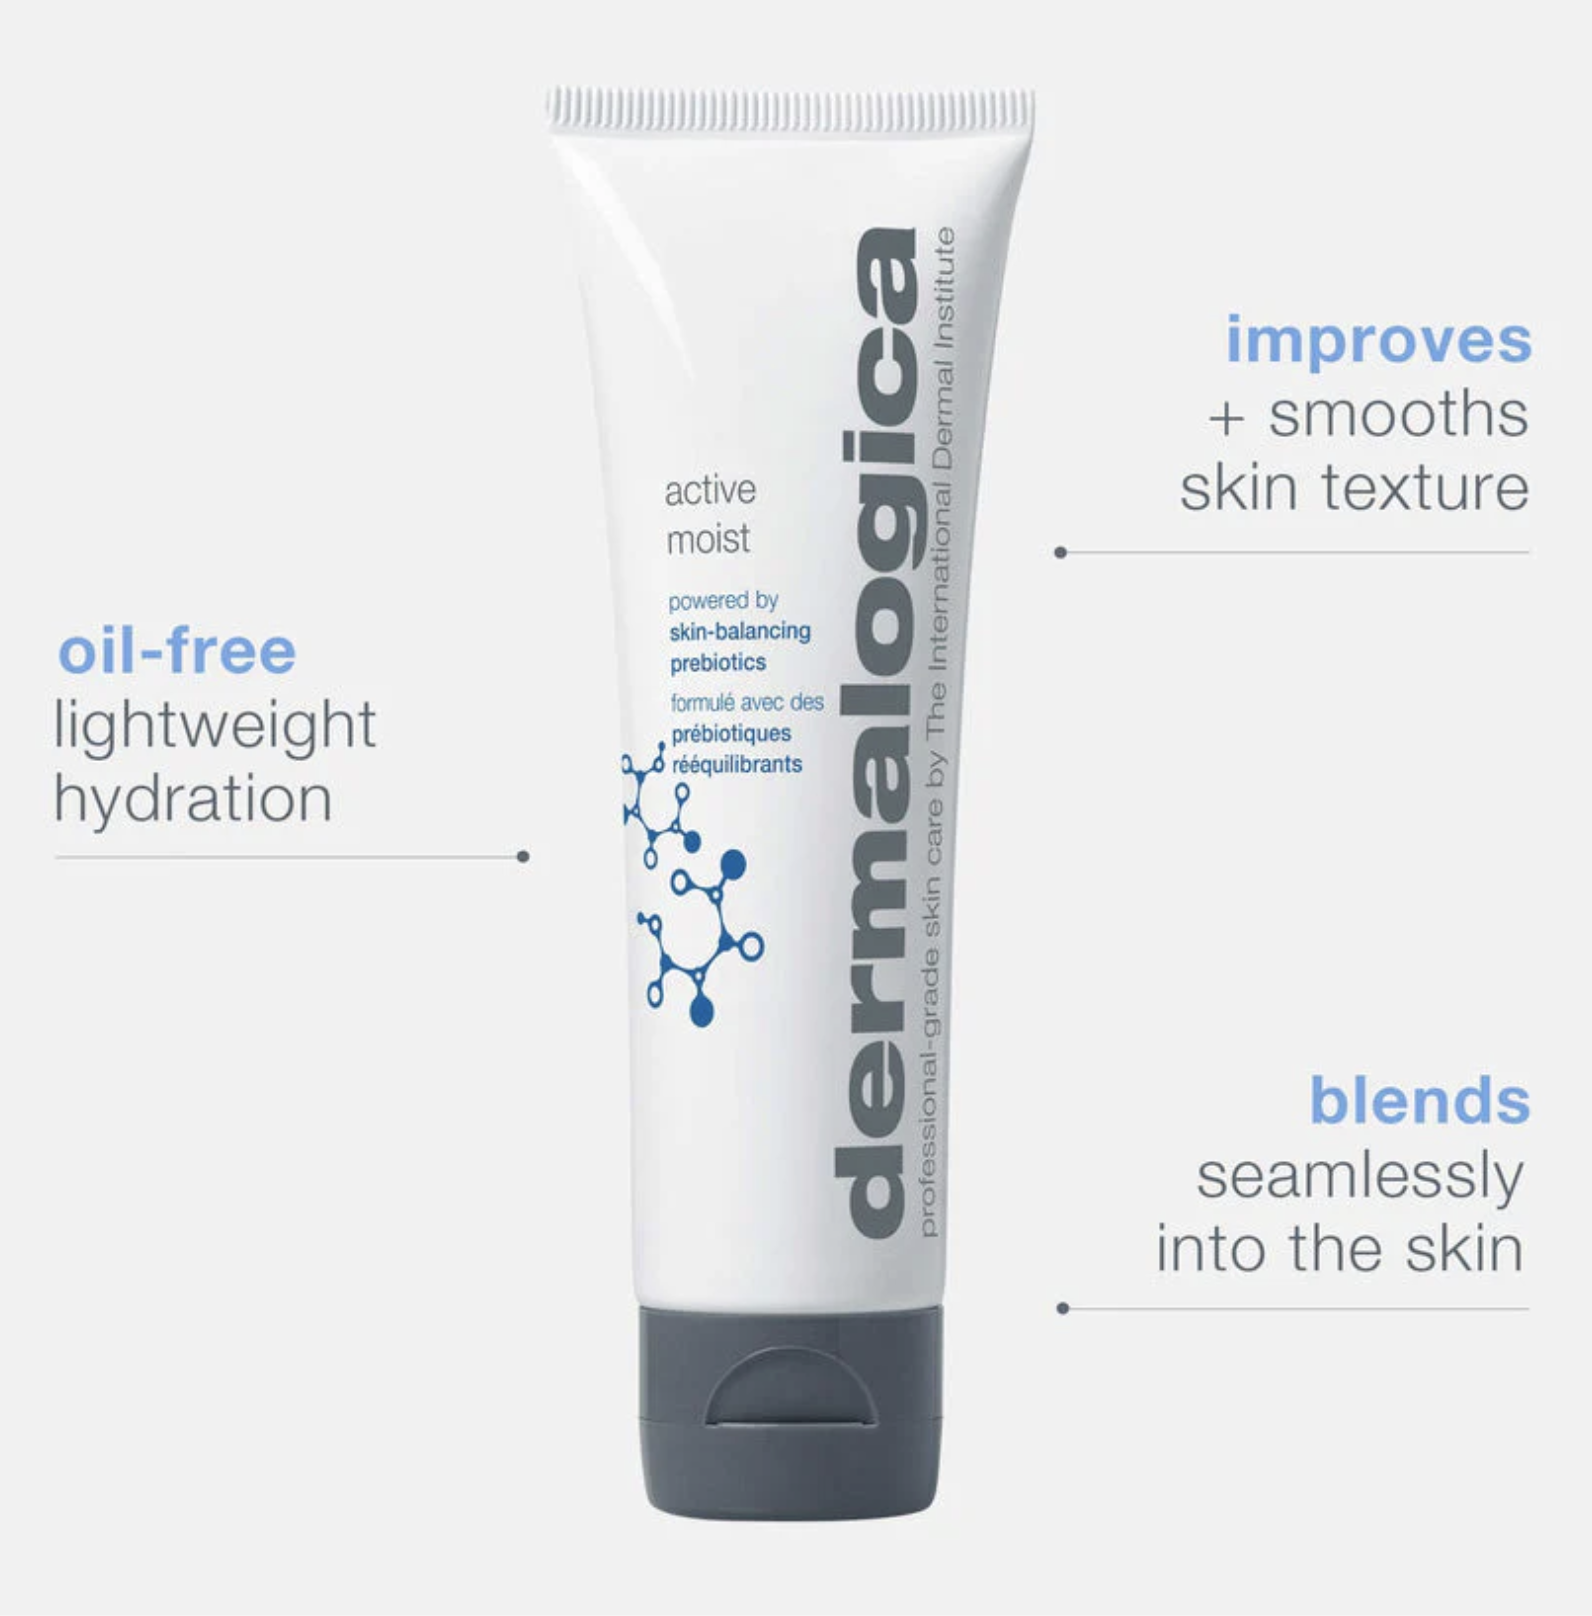 improves
+ smooths
skin texture
oil-free
lightweight
hydration
active
moist
powered by
skin-balancing
prebiotics
formulé avec des
prébiotiques
rééquilibrants
dermalogica
professional-grade skin care by The International Dermal Institute
blends
seamlessly
into the skin